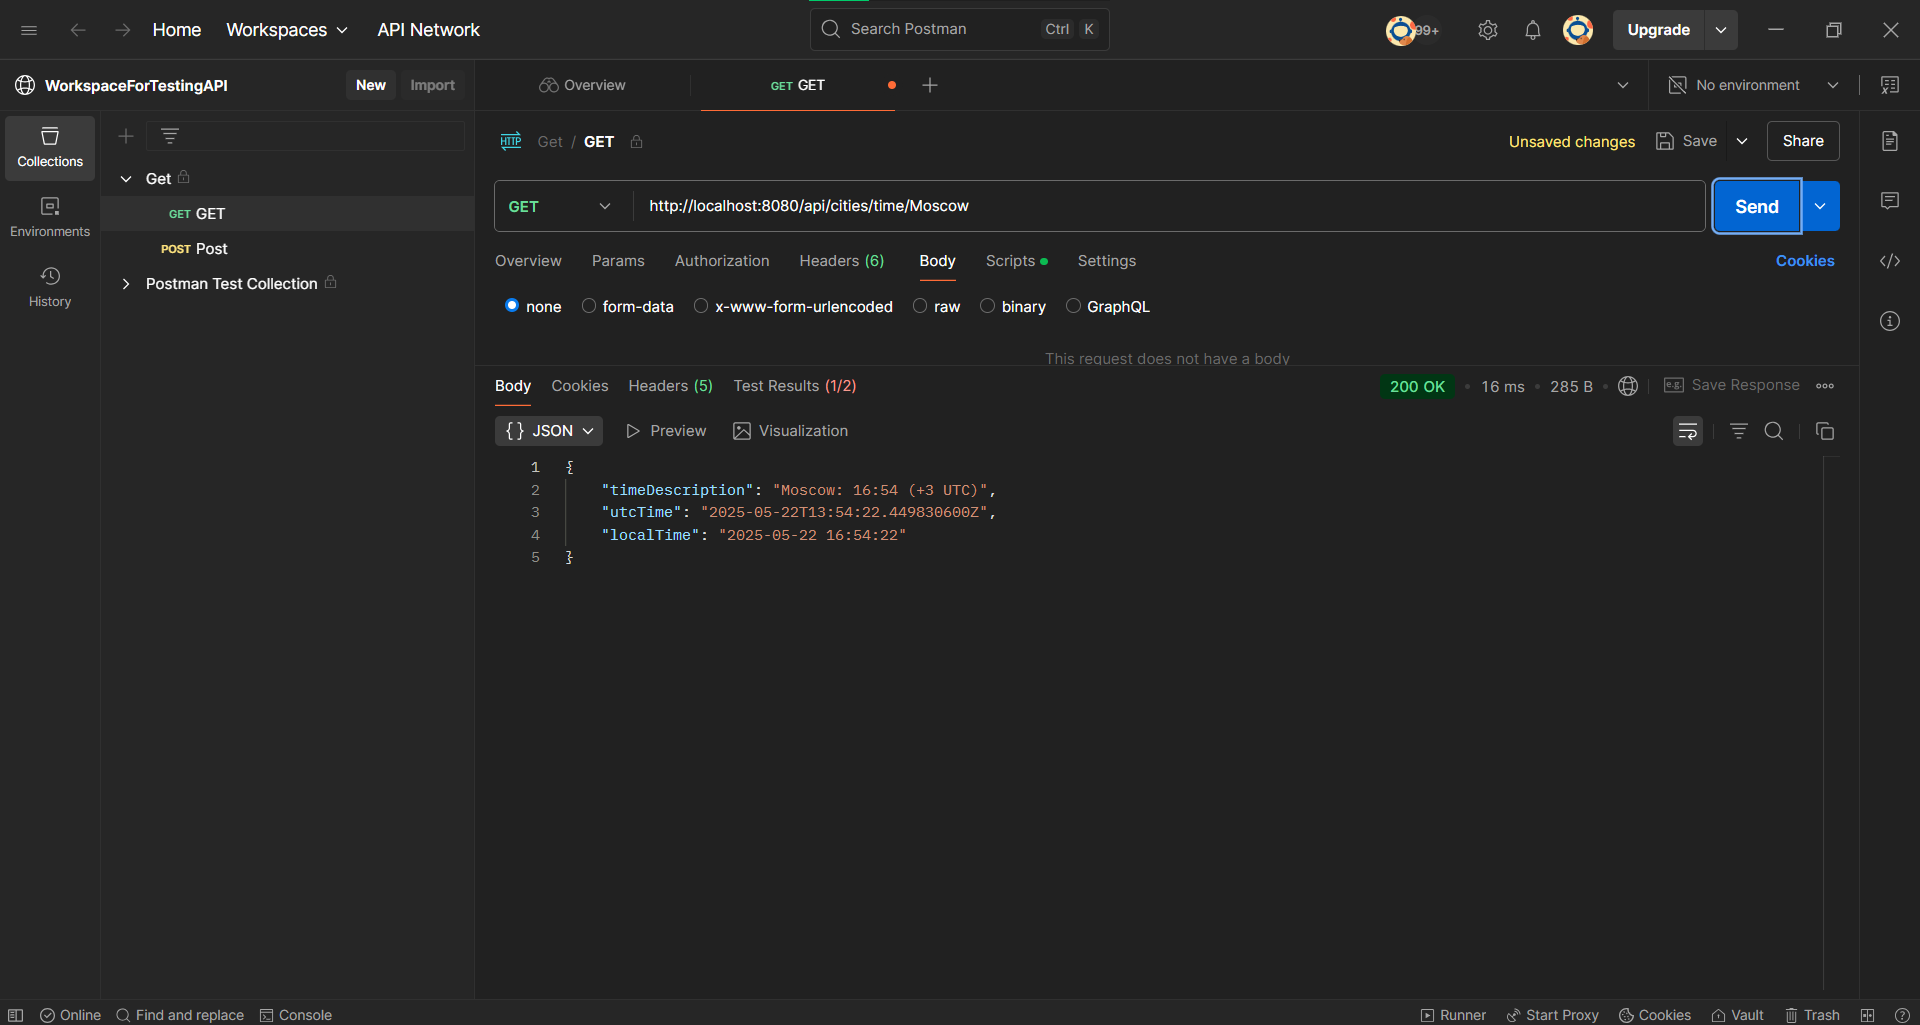 Home Workspaces API Network Search Postman Ctrl K 99+ Upgrade
WorkspaceForTestingAPI New Import Overview GET GET No environment
Collections
Environments
History
Get
GET GET
POST Post
Postman Test Collection
HTTP Get / GET Unsaved changes Save Share
GET http://localhost:8080/api/cities/time/Moscow Send
Overview Params Authorization Headers (6) Body Scripts Settings Cookies
none form-data x-www-form-urlencoded raw binary GraphQL
This request does not have a body
Body Cookies Headers (5) Test Results (1/2) 200 OK 16 ms 285 B e.g. Save Response
{} JSON Preview Visualization
1 {
2 "timeDescription": "Moscow: 16:54 (+3 UTC)",
3 "utcTime": "2025-05-22T13:54:22.449830600Z",
4 "localTime": "2025-05-22 16:54:22"
5 }
Online Find and replace Console Runner Start Proxy Cookies Vault Trash